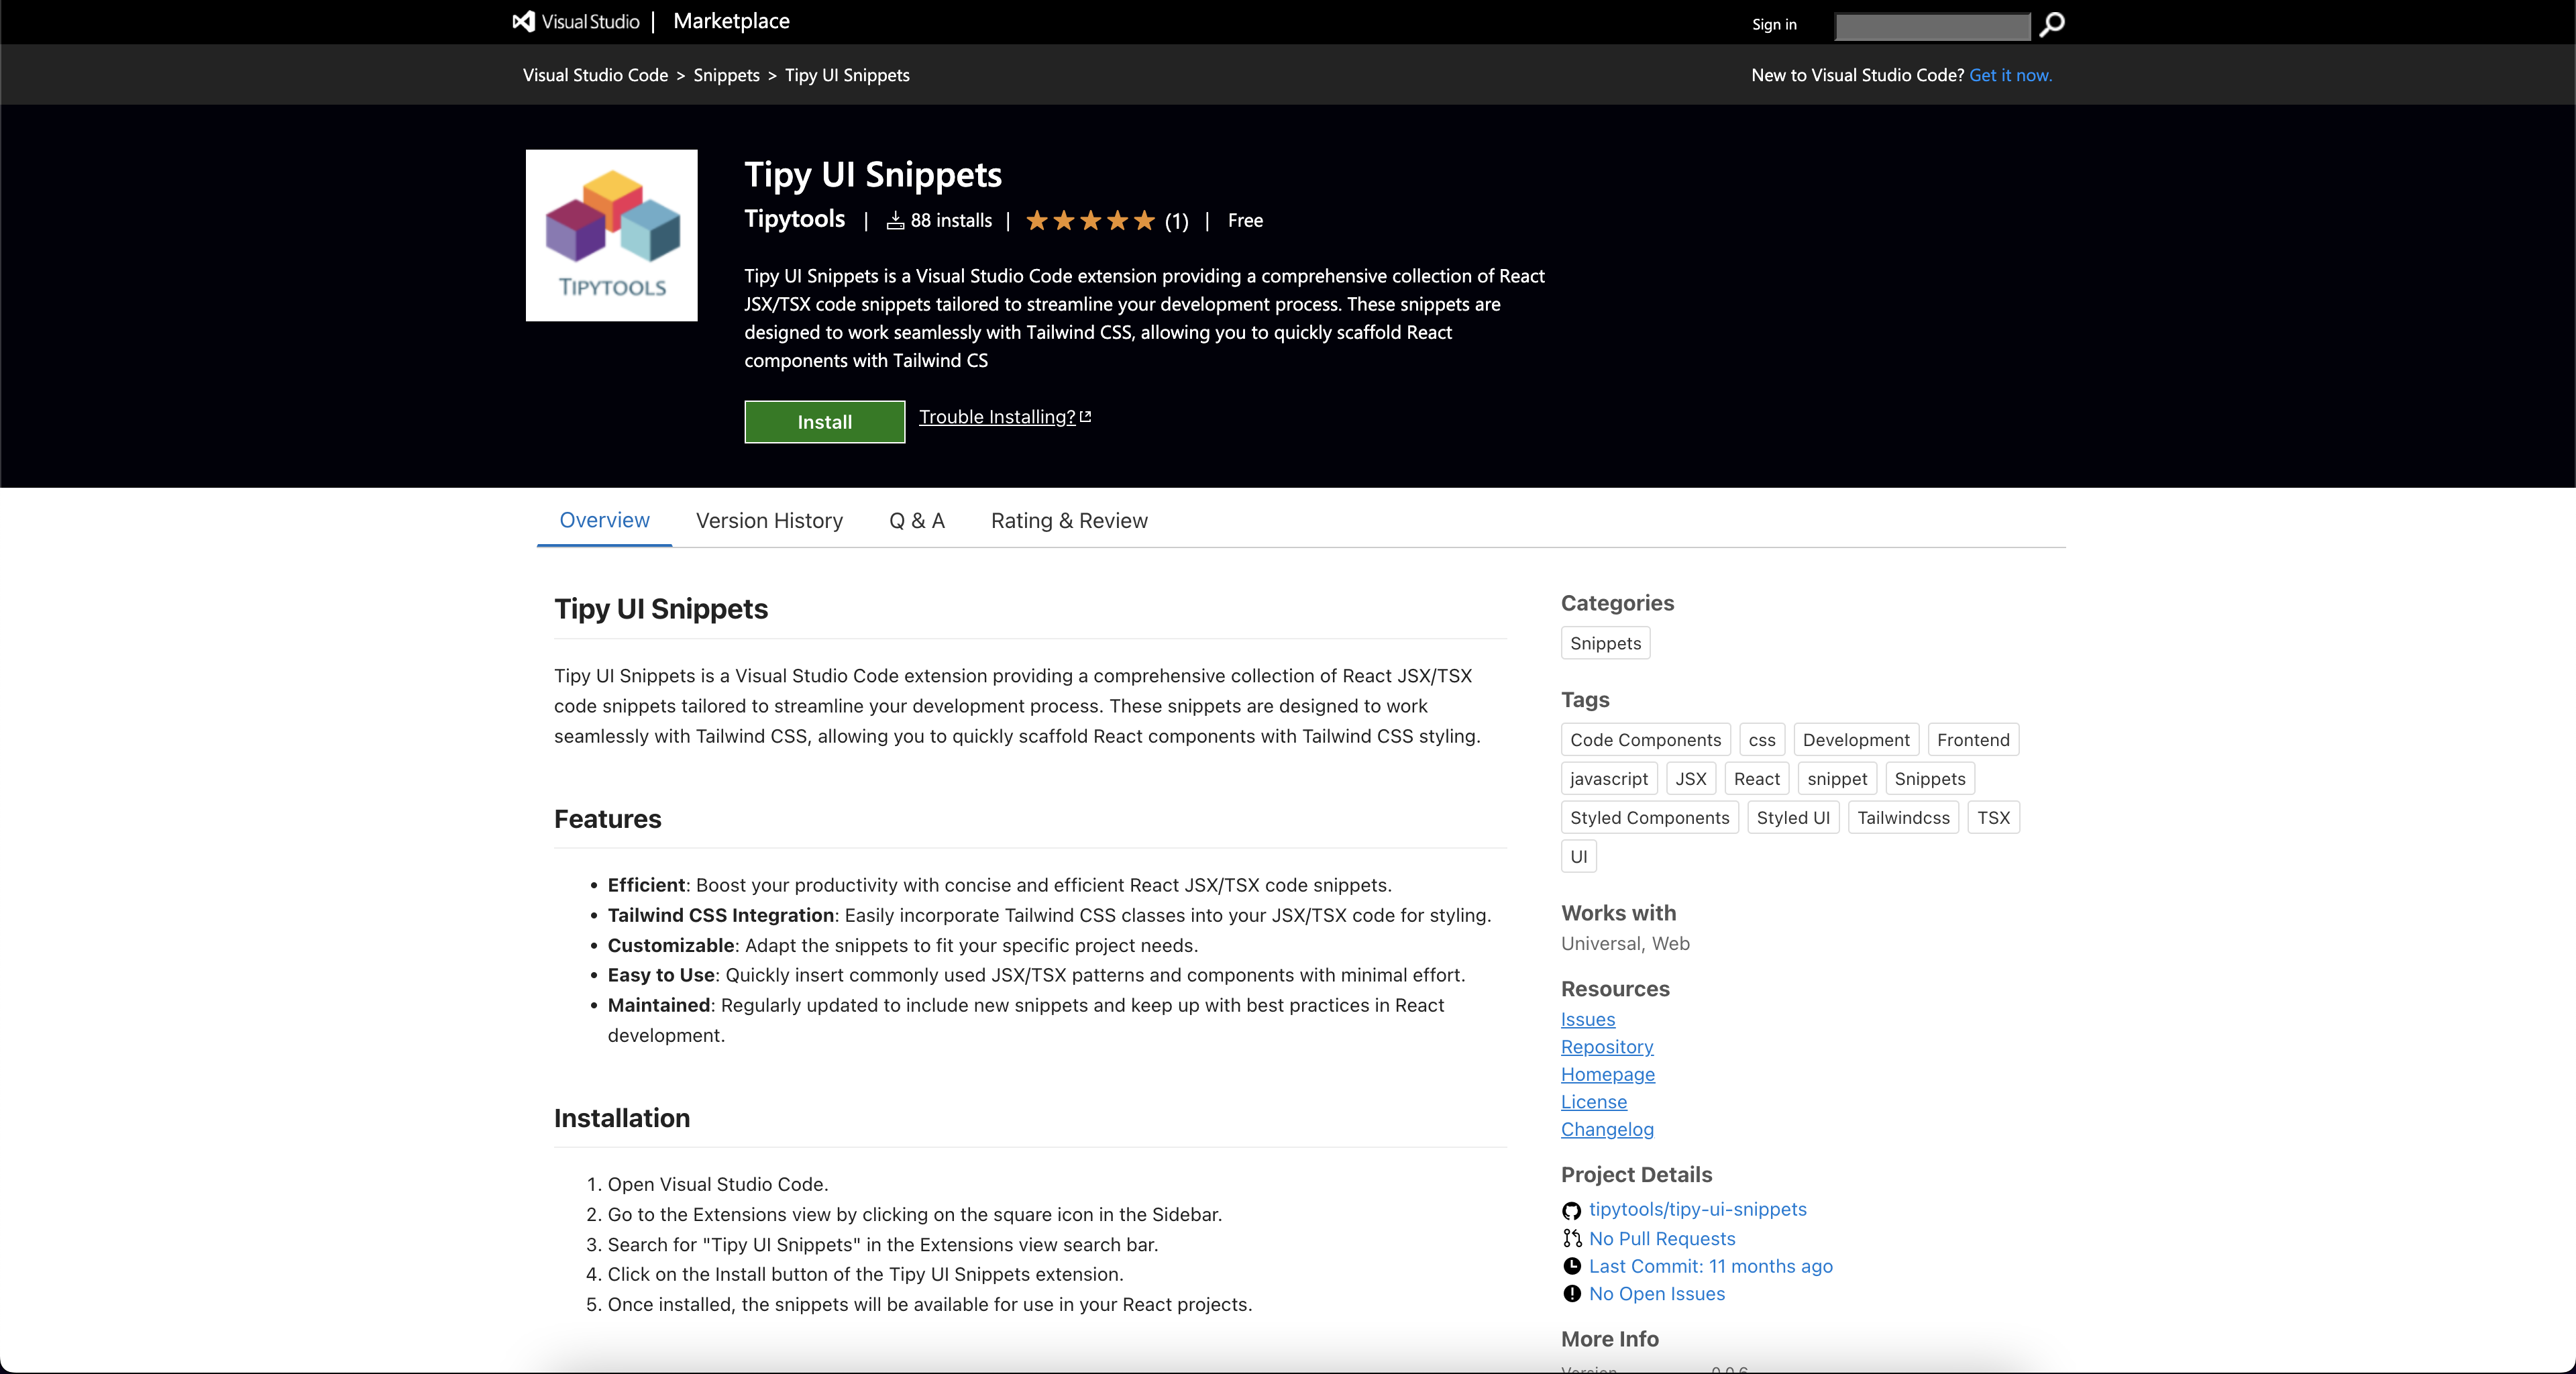 Visual Studio | Marketplace
Sign in
Visual Studio Code > Snippets > Tipy UI Snippets
New to Visual Studio Code? Get it now.
TIPYTOOLS
Tipy UI Snippets
Tipytools | 88 installs | (1) | Free
Tipy UI Snippets is a Visual Studio Code extension providing a comprehensive collection of React
JSX/TSX code snippets tailored to streamline your development process. These snippets are
designed to work seamlessly with Tailwind CSS, allowing you to quickly scaffold React
components with Tailwind CS
Install
Trouble Installing?
Overview Version History Q & A Rating & Review
Tipy UI Snippets
Tipy UI Snippets is a Visual Studio Code extension providing a comprehensive collection of React JSX/TSX
code snippets tailored to streamline your development process. These snippets are designed to work
seamlessly with Tailwind CSS, allowing you to quickly scaffold React components with Tailwind CSS styling.
Features
• Efficient: Boost your productivity with concise and efficient React JSX/TSX code snippets.
• Tailwind CSS Integration: Easily incorporate Tailwind CSS classes into your JSX/TSX code for styling.
• Customizable: Adapt the snippets to fit your specific project needs.
• Easy to Use: Quickly insert commonly used JSX/TSX patterns and components with minimal effort.
• Maintained: Regularly updated to include new snippets and keep up with best practices in React
development.
Installation
1. Open Visual Studio Code.
2. Go to the Extensions view by clicking on the square icon in the Sidebar.
3. Search for "Tipy UI Snippets" in the Extensions view search bar.
4. Click on the Install button of the Tipy UI Snippets extension.
5. Once installed, the snippets will be available for use in your React projects.
Categories
Snippets
Tags
Code Components css Development Frontend
javascript JSX React snippet Snippets
Styled Components Styled UI Tailwindcss TSX
UI
Works with
Universal, Web
Resources
Issues
Repository
Homepage
License
Changelog
Project Details
tipytools/tipy-ui-snippets
No Pull Requests
Last Commit: 11 months ago
No Open Issues
More Info
Version 0.0.6